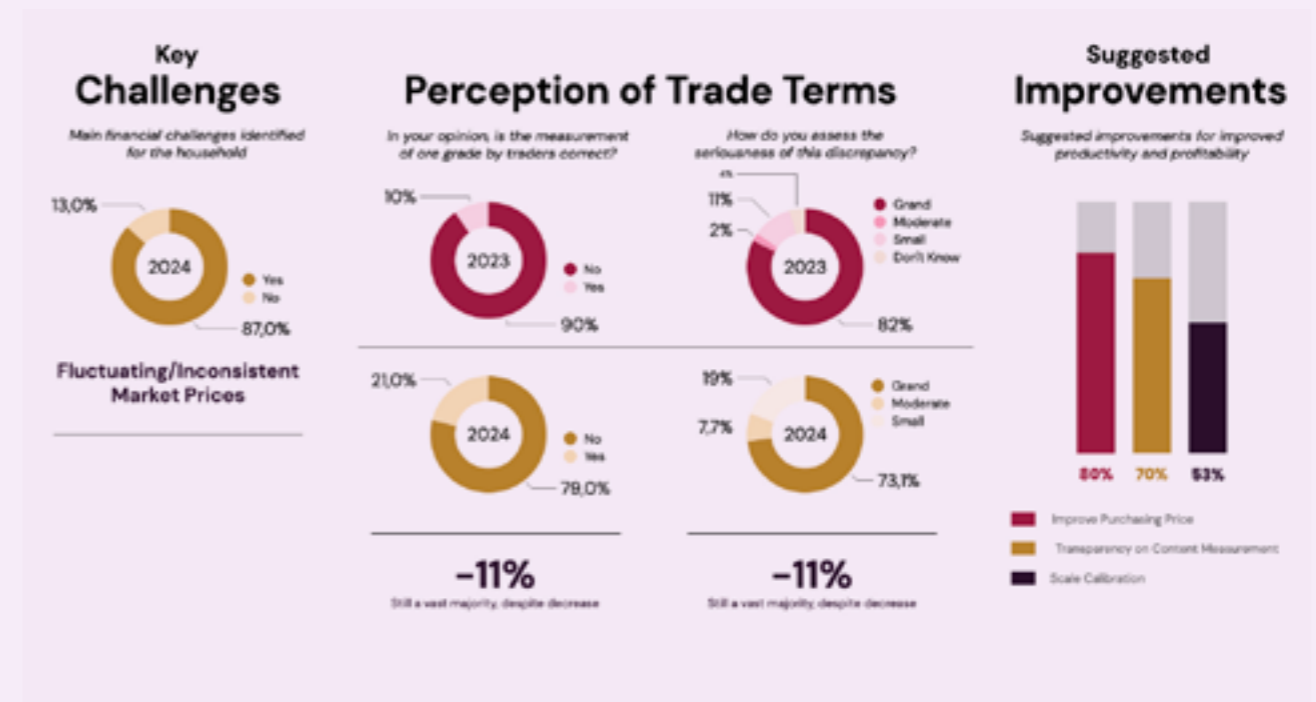 Key
Challenges
Main financial challenges identified
for the household
13,0%
2024
Yes
No
87,0%
Fluctuating/Inconsistent
Market Prices
Perception of Trade Terms
In your opinion, is the measurement
of ore grade by traders correct?
10%
2023
No
Yes
90%
21,0%
2024
No
Yes
79,0%
-11%
Still a vast majority, despite decrease
How do you assess the
seriousness of this discrepancy?
11%
2%
2023
Grand
Moderate
Small
Don't Know
82%
19%
7,7%
2024
Grand
Moderate
Small
73,1%
-11%
Still a vast majority, despite decrease
Suggested
Improvements
Suggested improvements for improved
productivity and profitability
80%
70%
53%
Improve Purchasing Price
Transparency on Content Measurement
Scale Calibration